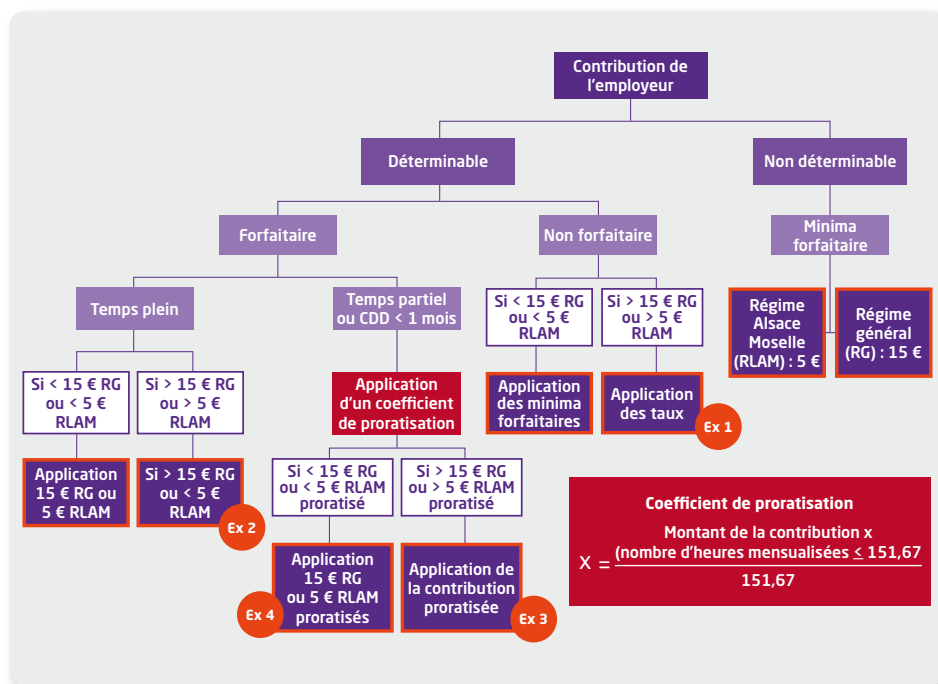 Contribution de
l'employeur
Déterminable
Non déterminable
Forfaitaire
Non forfaitaire
Minima
forfaitaire
Temps plein
Temps partiel
ou CDD < 1 mois
Si < 15 € RG
ou < 5 €
RLAM
Si > 15 € RG
ou > 5 €
RLAM
Régime
Alsace
Moselle
(RLAM) : 5 €
Régime
général
(RG) : 15 €
Si < 15 € RG
ou < 5 €
RLAM
Si > 15 € RG
ou > 5 €
RLAM
Application
d'un coefficient
de proratisation
Application
des minima
forfaitaires
Application
des taux
Ex 1
Application
15 € RG ou
5 € RLAM
Si > 15 € RG
ou < 5 €
RLAM
Ex 2
Si < 15 € RG
ou < 5 € RLAM
proratisé
Si > 15 € RG
ou > 5 € RLAM
proratisé
Application
15 € RG
ou 5 € RLAM
proratisés
Ex 4
Application de
la contribution
proratisée
Ex 3
Coefficient de proratisation
Montant de la contribution x
X = (nombre d'heures mensualisées ≤ 151,67
151,67